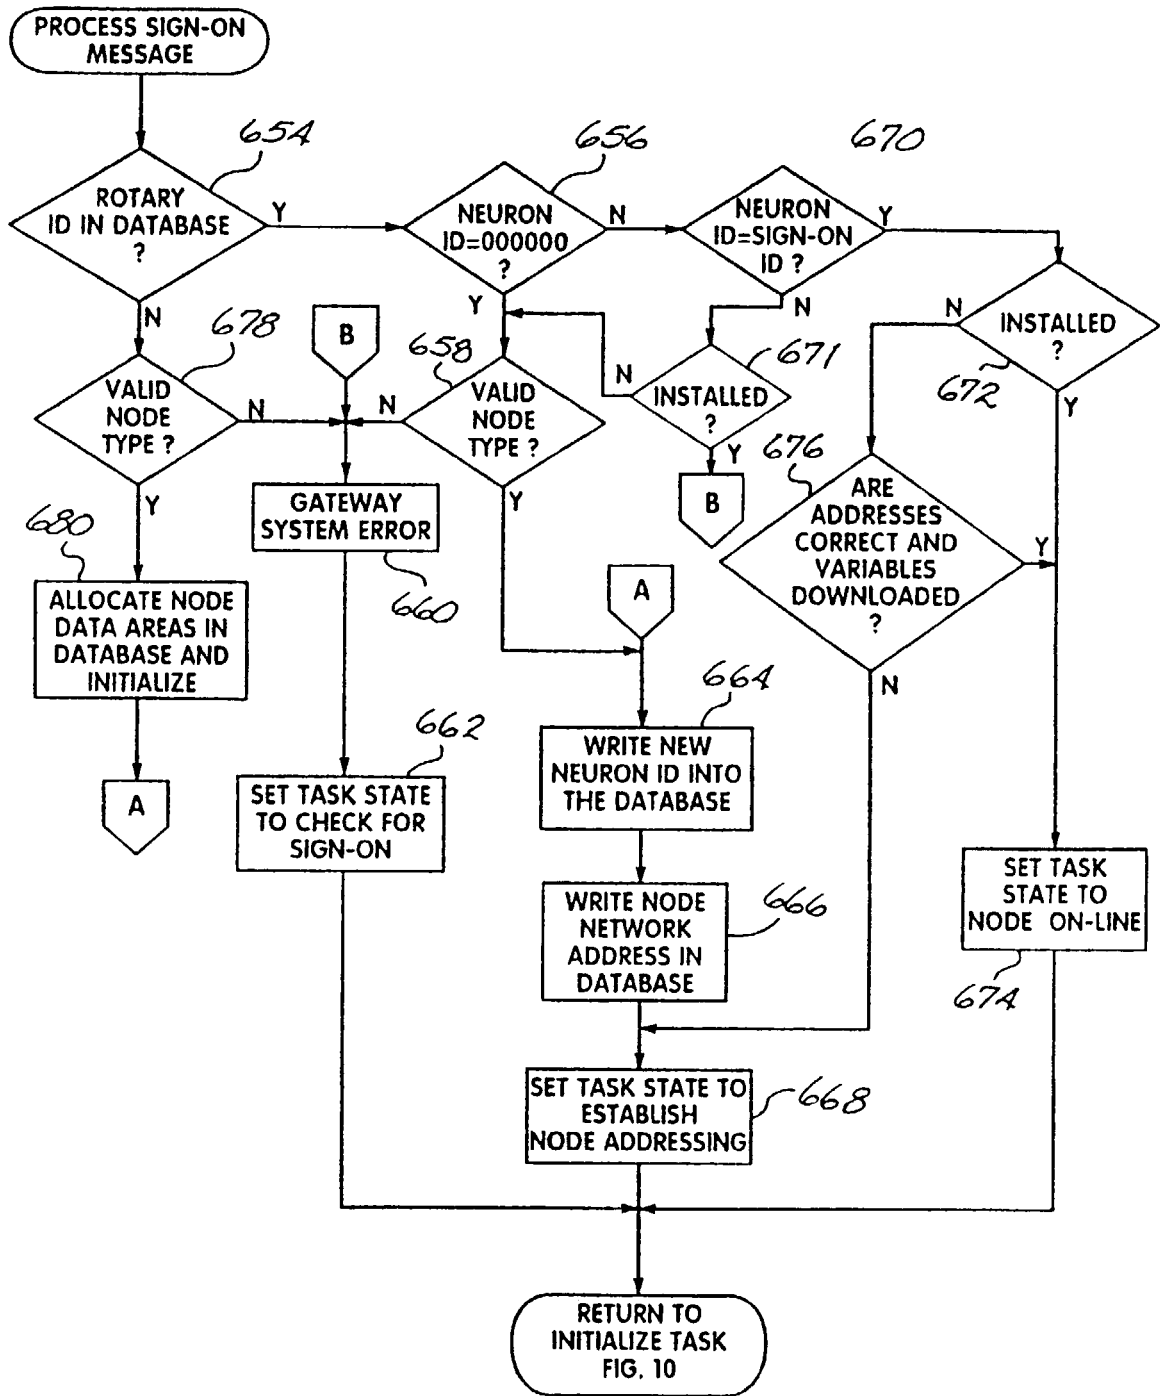 PROCESS SIGN-ON
MESSAGE
654
ROTARY
ID IN DATABASE
?
Y
N
656
NEURON
ID=000000
?
N
Y
670
NEURON
ID=SIGN-ON
ID ?
Y
N
INSTALLED
?
N
672
Y
678
VALID
NODE
TYPE ?
N
Y
B
658
VALID
NODE
TYPE ?
N
Y
671
INSTALLED
?
N
Y
B
676
ARE
ADDRESSES
CORRECT AND
VARIABLES
DOWNLOADED
?
Y
N
GATEWAY
SYSTEM ERROR
660
680
ALLOCATE NODE
DATA AREAS IN
DATABASE AND
INITIALIZE
A
A
662
SET TASK STATE
TO CHECK FOR
SIGN-ON
664
WRITE NEW
NEURON ID INTO
THE DATABASE
666
WRITE NODE
NETWORK
ADDRESS IN
DATABASE
SET TASK
STATE TO
NODE ON-LINE
674
SET TASK STATE TO
ESTABLISH
NODE ADDRESSING
668
RETURN TO
INITIALIZE TASK
FIG. 10